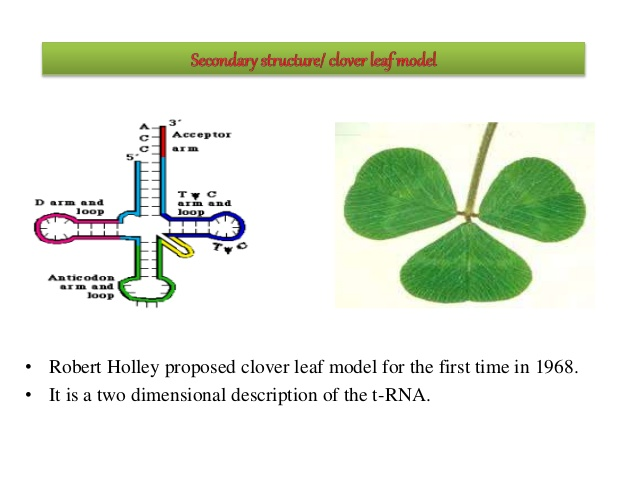 Secondary structure/ clover leaf model
A
C
C
3'
Acceptor
arm
5'
D arm and
loop
T Ψ C
arm and
loop
T Ψ C
Anticodon
arm and
loop
• Robert Holley proposed clover leaf model for the first time in 1968.
• It is a two dimensional description of the t-RNA.